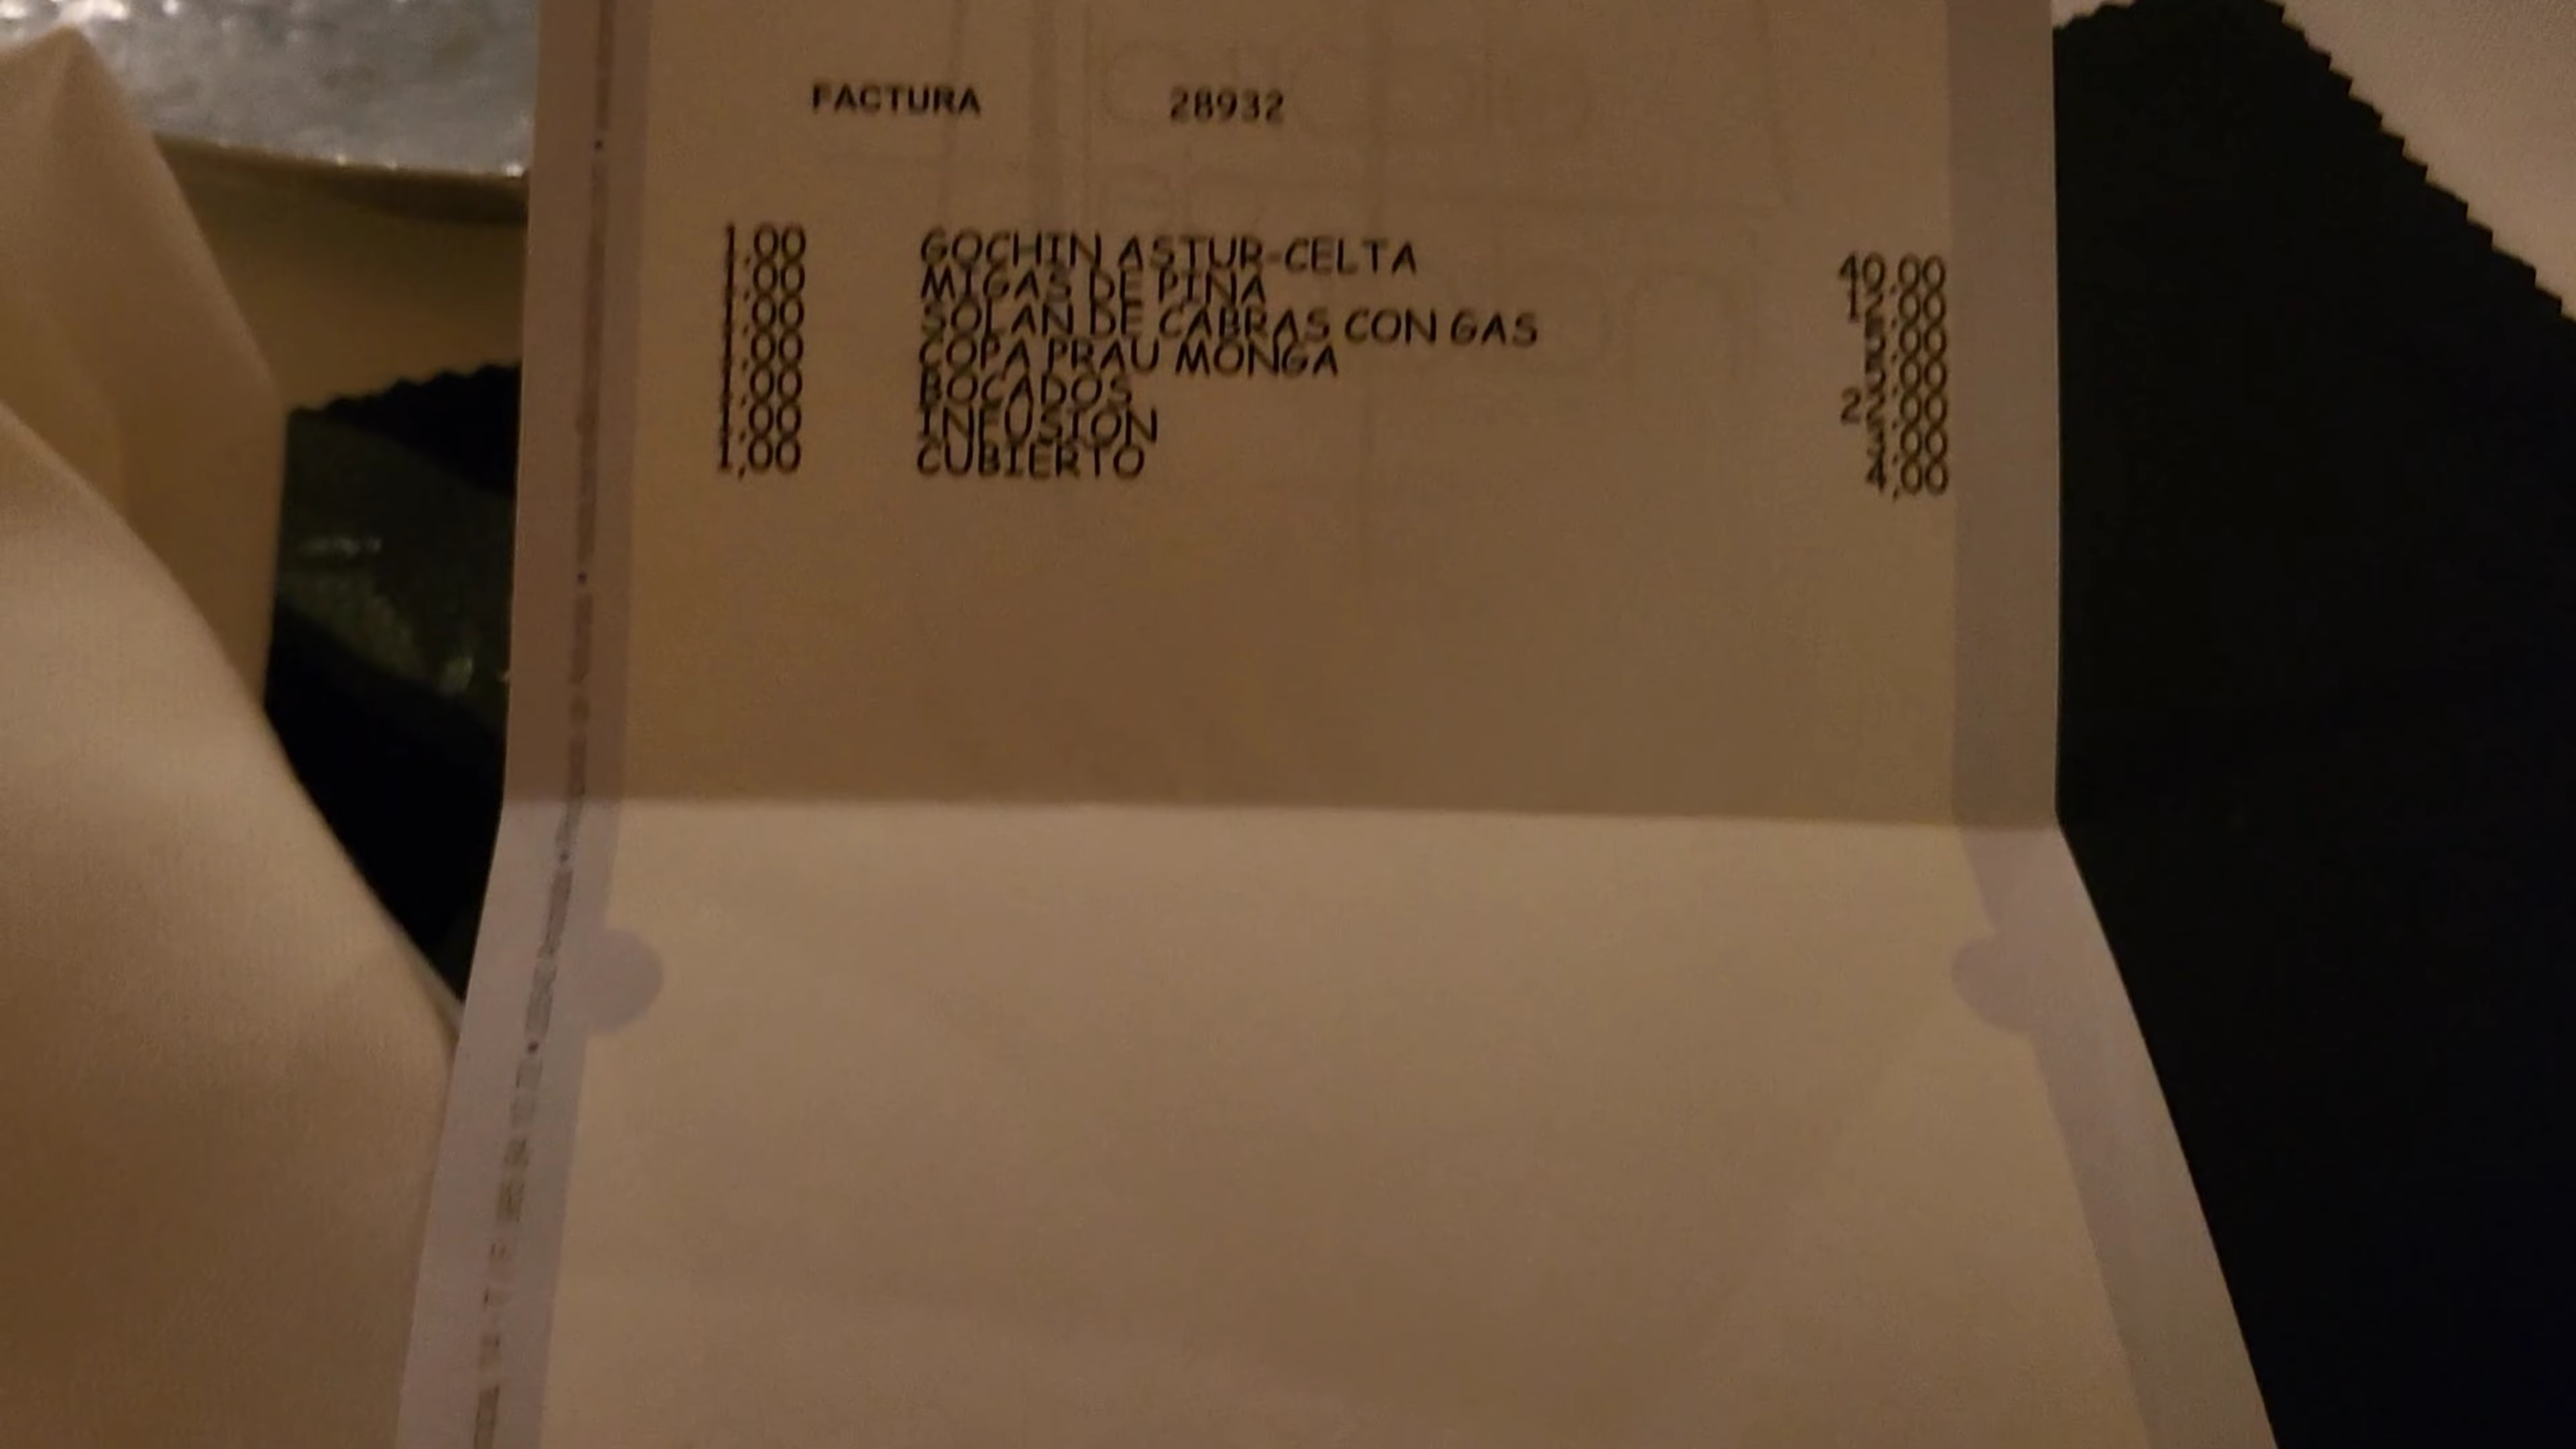 FACTURA 28932
1,00 GOCHIN ASTUR-CELTA 40,00
1,00 MIGAS DE PIÑA 12,00
1,00 SOLAN DE CABRAS CON GAS 5,00
1,00 COPA PRAU MONGA
1,00 BOCADOS 22,00
1,00 INFUSION 3,00
1,00 CUBIERTO 4,00